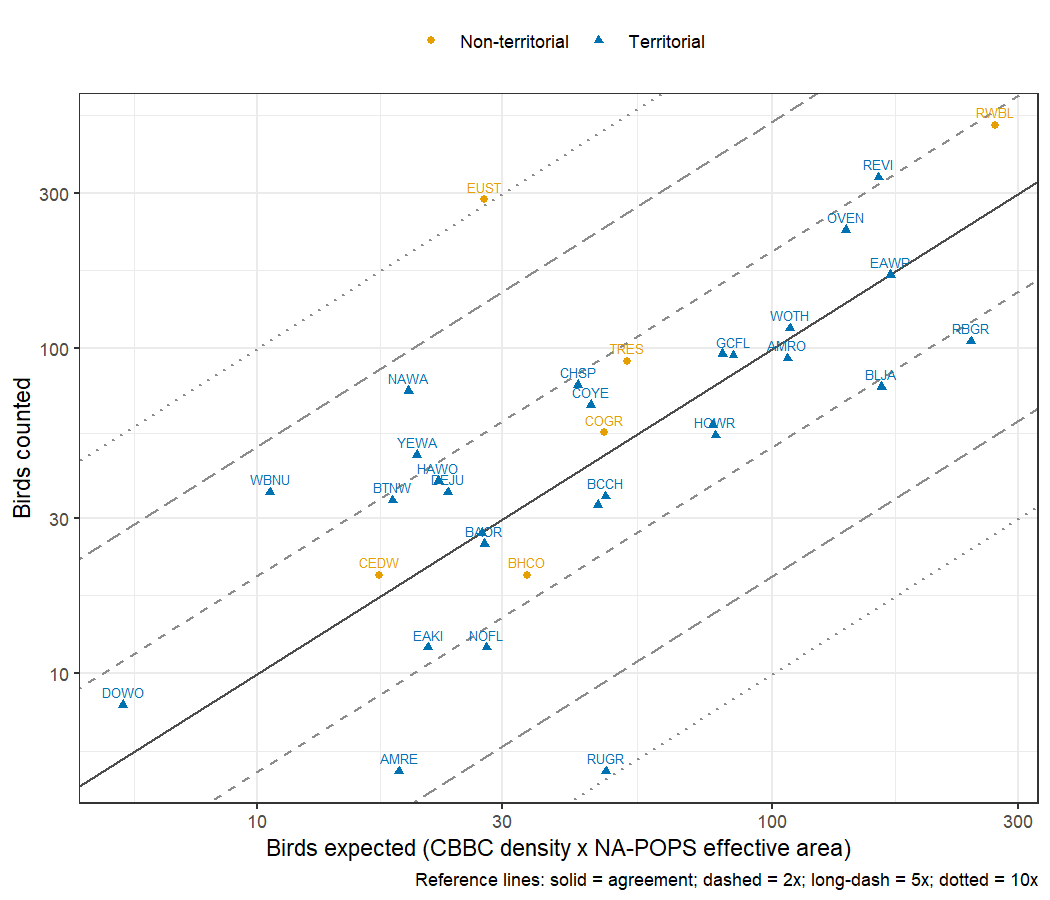 Non-territorial Territorial
RWBL
REVI
300
EUST
OVEN
EAWP
WOTH
RBGR
100
TRES
GCFL
AMRO
NAWA
CHSP
BLJA
COYE
COGR
HOWR
YEWA
HAWO
WBNU
BTNW
DEJU
BCCH
30
BAOR
CEDW
BHCO
EAKI
NOFL
10
DOWO
AMRE
RUGR
Birds counted
10 30 100 300
Birds expected (CBBC density x NA-POPS effective area)
Reference lines: solid = agreement; dashed = 2x; long-dash = 5x; dotted = 10x